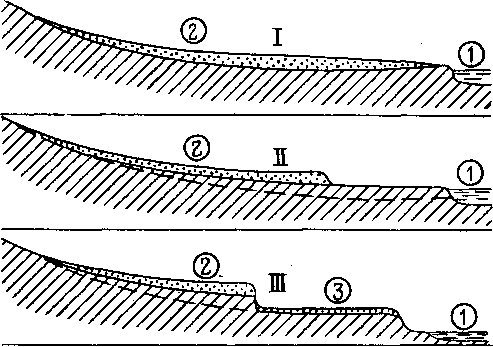 ② I ①
② II ①
② III ③ ①